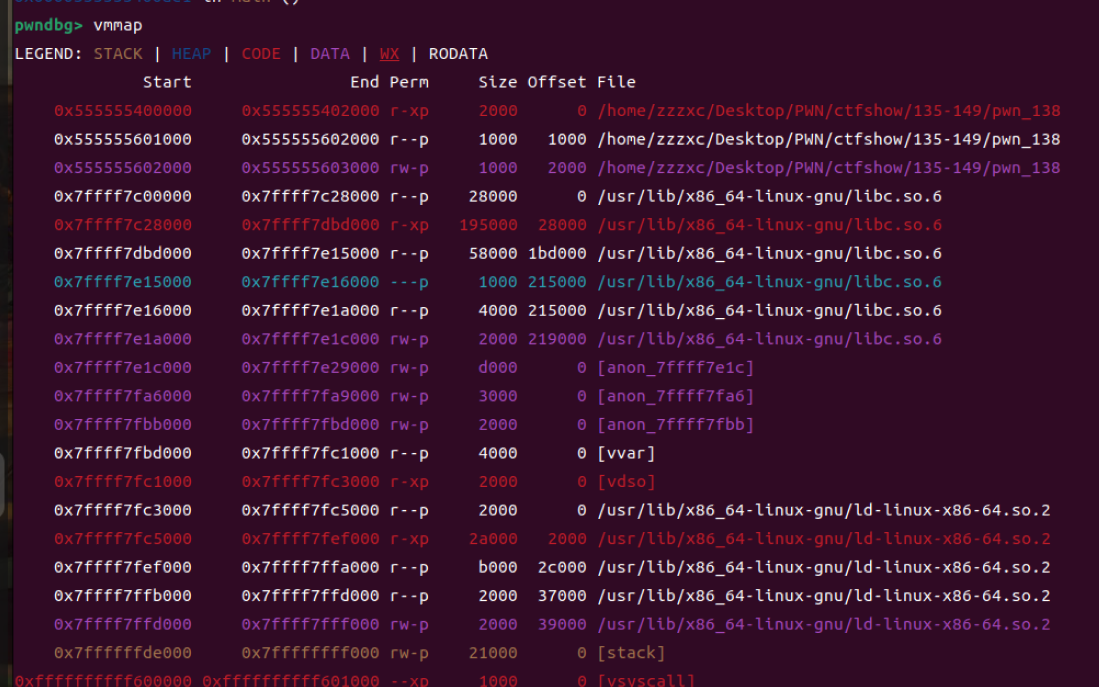 pwndbg> vmmap
LEGEND: STACK | HEAP | CODE | DATA | WX | RODATA
Start End Perm Size Offset File
0x555555400000 0x555555402000 r-xp 2000 0 /home/zzzxc/Desktop/PWN/ctfshow/135-149/pwn_138
0x555555601000 0x555555602000 r--p 1000 1000 /home/zzzxc/Desktop/PWN/ctfshow/135-149/pwn_138
0x555555602000 0x555555603000 rw-p 1000 2000 /home/zzzxc/Desktop/PWN/ctfshow/135-149/pwn_138
0x7ffff7c00000 0x7ffff7c28000 r--p 28000 0 /usr/lib/x86_64-linux-gnu/libc.so.6
0x7ffff7c28000 0x7ffff7dbd000 r-xp 195000 28000 /usr/lib/x86_64-linux-gnu/libc.so.6
0x7ffff7dbd000 0x7ffff7e15000 r--p 58000 1bd000 /usr/lib/x86_64-linux-gnu/libc.so.6
0x7ffff7e15000 0x7ffff7e16000 ---p 1000 215000 /usr/lib/x86_64-linux-gnu/libc.so.6
0x7ffff7e16000 0x7ffff7e1a000 r--p 4000 215000 /usr/lib/x86_64-linux-gnu/libc.so.6
0x7ffff7e1a000 0x7ffff7e1c000 rw-p 2000 219000 /usr/lib/x86_64-linux-gnu/libc.so.6
0x7ffff7e1c000 0x7ffff7e29000 rw-p d000 0 [anon_7ffff7e1c]
0x7ffff7fa6000 0x7ffff7fa9000 rw-p 3000 0 [anon_7ffff7fa6]
0x7ffff7fbb000 0x7ffff7fbd000 rw-p 2000 0 [anon_7ffff7fbb]
0x7ffff7fbd000 0x7ffff7fc1000 r--p 4000 0 [vvar]
0x7ffff7fc1000 0x7ffff7fc3000 r-xp 2000 0 [vdso]
0x7ffff7fc3000 0x7ffff7fc5000 r--p 2000 0 /usr/lib/x86_64-linux-gnu/ld-linux-x86-64.so.2
0x7ffff7fc5000 0x7ffff7fef000 r-xp 2a000 2000 /usr/lib/x86_64-linux-gnu/ld-linux-x86-64.so.2
0x7ffff7fef000 0x7ffff7ffa000 r--p b000 2c000 /usr/lib/x86_64-linux-gnu/ld-linux-x86-64.so.2
0x7ffff7ffb000 0x7ffff7ffd000 r--p 2000 37000 /usr/lib/x86_64-linux-gnu/ld-linux-x86-64.so.2
0x7ffff7ffd000 0x7ffff7fff000 rw-p 2000 39000 /usr/lib/x86_64-linux-gnu/ld-linux-x86-64.so.2
0x7ffffffde000 0x7ffffffff000 rw-p 21000 0 [stack]
0xffffffffff600000 0xffffffffff601000 --xp 1000 0 [vsyscall]